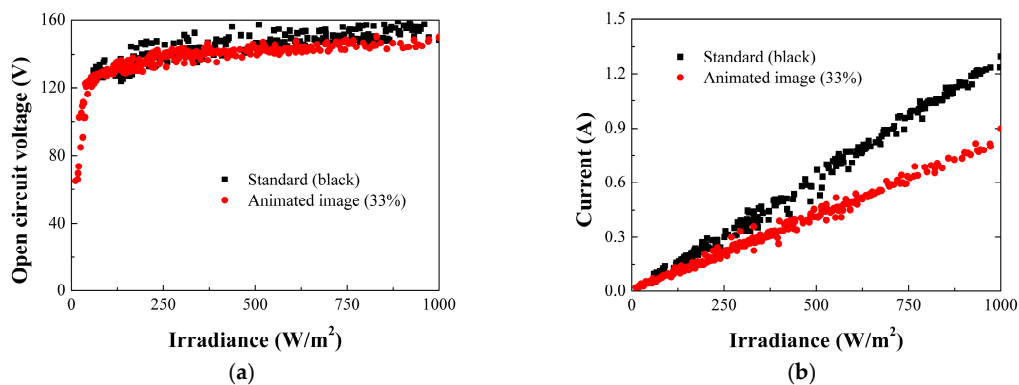 160
120
80
40
0
Open circuit voltage (V)
Standard (black)
Animated image (33%)
0 250 500 750 1000
Irradiance (W/m²)
(a)
1.5
1.2
0.9
0.6
0.3
0.0
Current (A)
Standard (black)
Animated image (33%)
0 250 500 750 1000
Irradiance (W/m²)
(b)